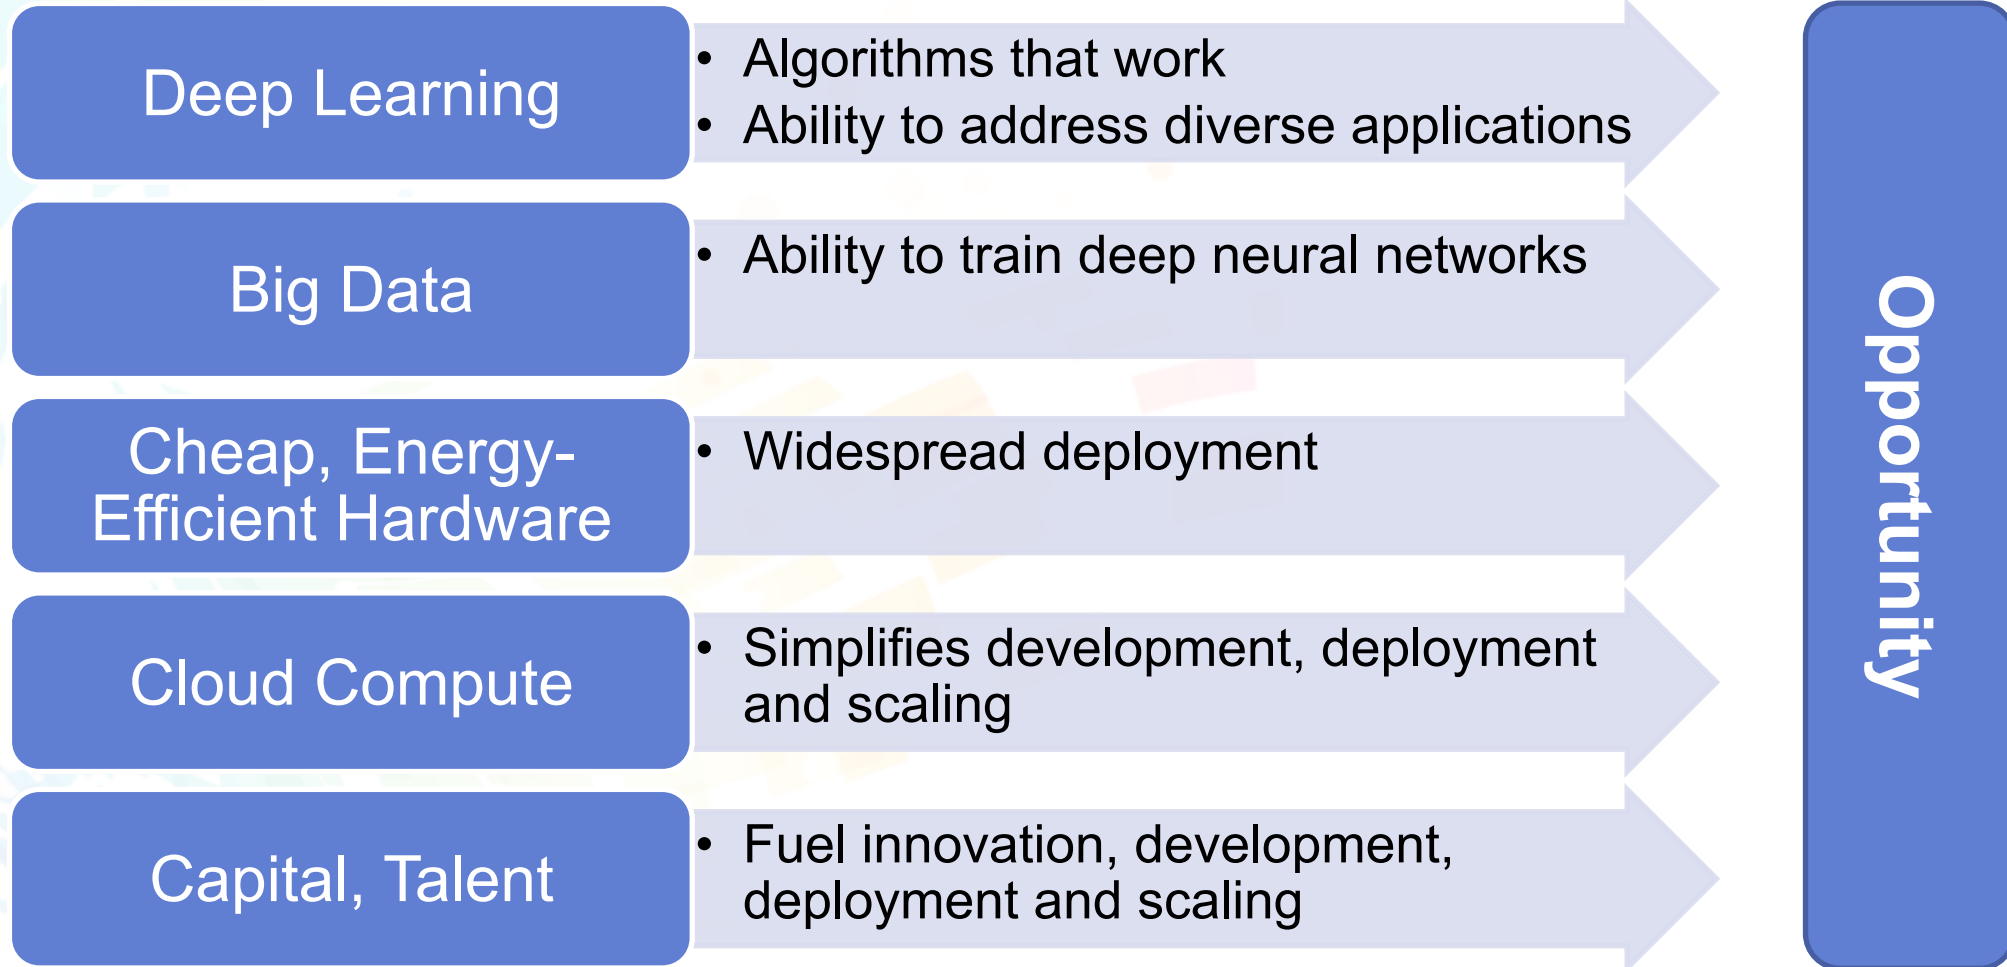 Deep Learning
• Algorithms that work
• Ability to address diverse applications
Big Data
• Ability to train deep neural networks
Cheap, Energy-
Efficient Hardware
• Widespread deployment
Cloud Compute
• Simplifies development, deployment
and scaling
Capital, Talent
• Fuel innovation, development,
deployment and scaling
Opportunity